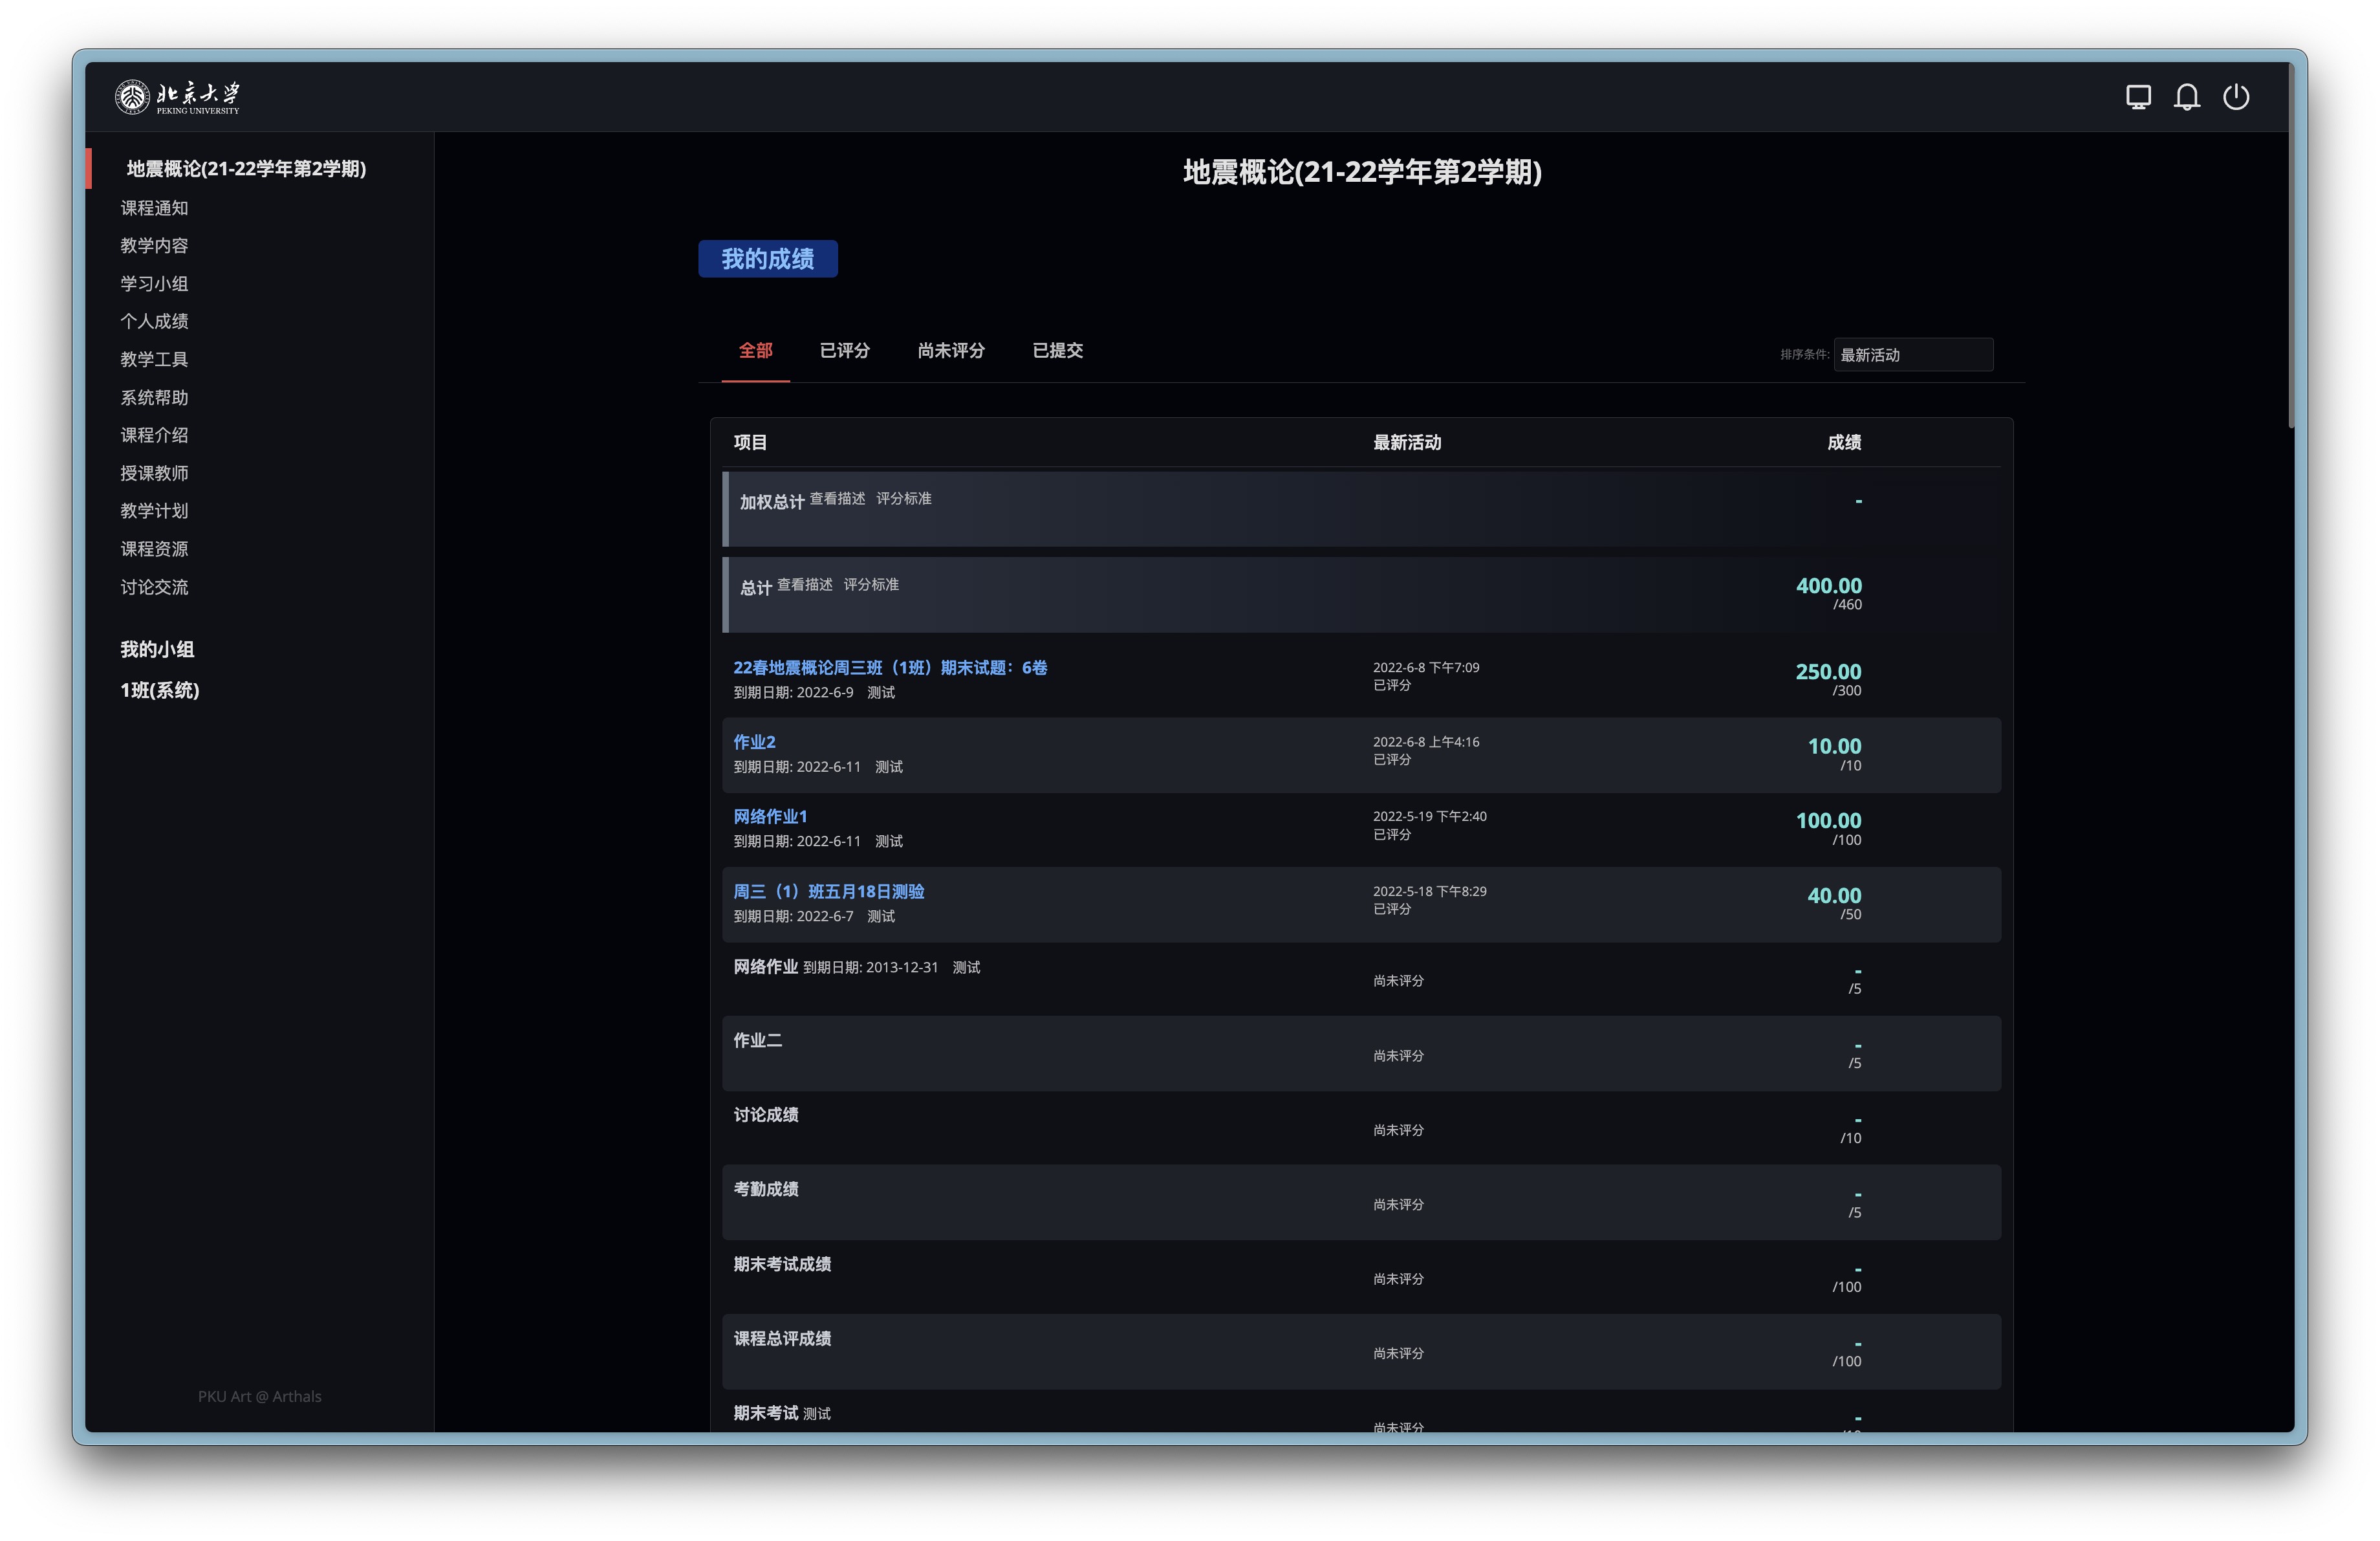 北京大学
PEKING UNIVERSITY
地震概论(21-22学年第2学期)
课程通知
教学内容
学习小组
个人成绩
教学工具
系统帮助
课程介绍
授课教师
教学计划
课程资源
讨论交流
我的小组
1班(系统)
PKU Art @ Arthals
地震概论(21-22学年第2学期)
我的成绩
全部 已评分 尚未评分 已提交 排序条件: 最新活动
项目 最新活动 成绩
加权总计 查看描述 评分标准 -
总计 查看描述 评分标准 400.00
/460
22春地震概论周三班（1班）期末试题：6卷 2022-6-8 下午7:09 250.00
到期日期: 2022-6-9 测试 已评分 /300
作业2 2022-6-8 上午4:16 10.00
到期日期: 2022-6-11 测试 已评分 /10
网络作业1 2022-5-19 下午2:40 100.00
到期日期: 2022-6-11 测试 已评分 /100
周三（1）班五月18日测验 2022-5-18 下午8:29 40.00
到期日期: 2022-6-7 测试 已评分 /50
网络作业 到期日期: 2013-12-31 测试 -
尚未评分 /5
作业二 -
尚未评分 /5
讨论成绩 -
尚未评分 /10
考勤成绩 -
尚未评分 /5
期末考试成绩 -
尚未评分 /100
课程总评成绩 -
尚未评分 /100
期末考试 测试 -
尚未评分